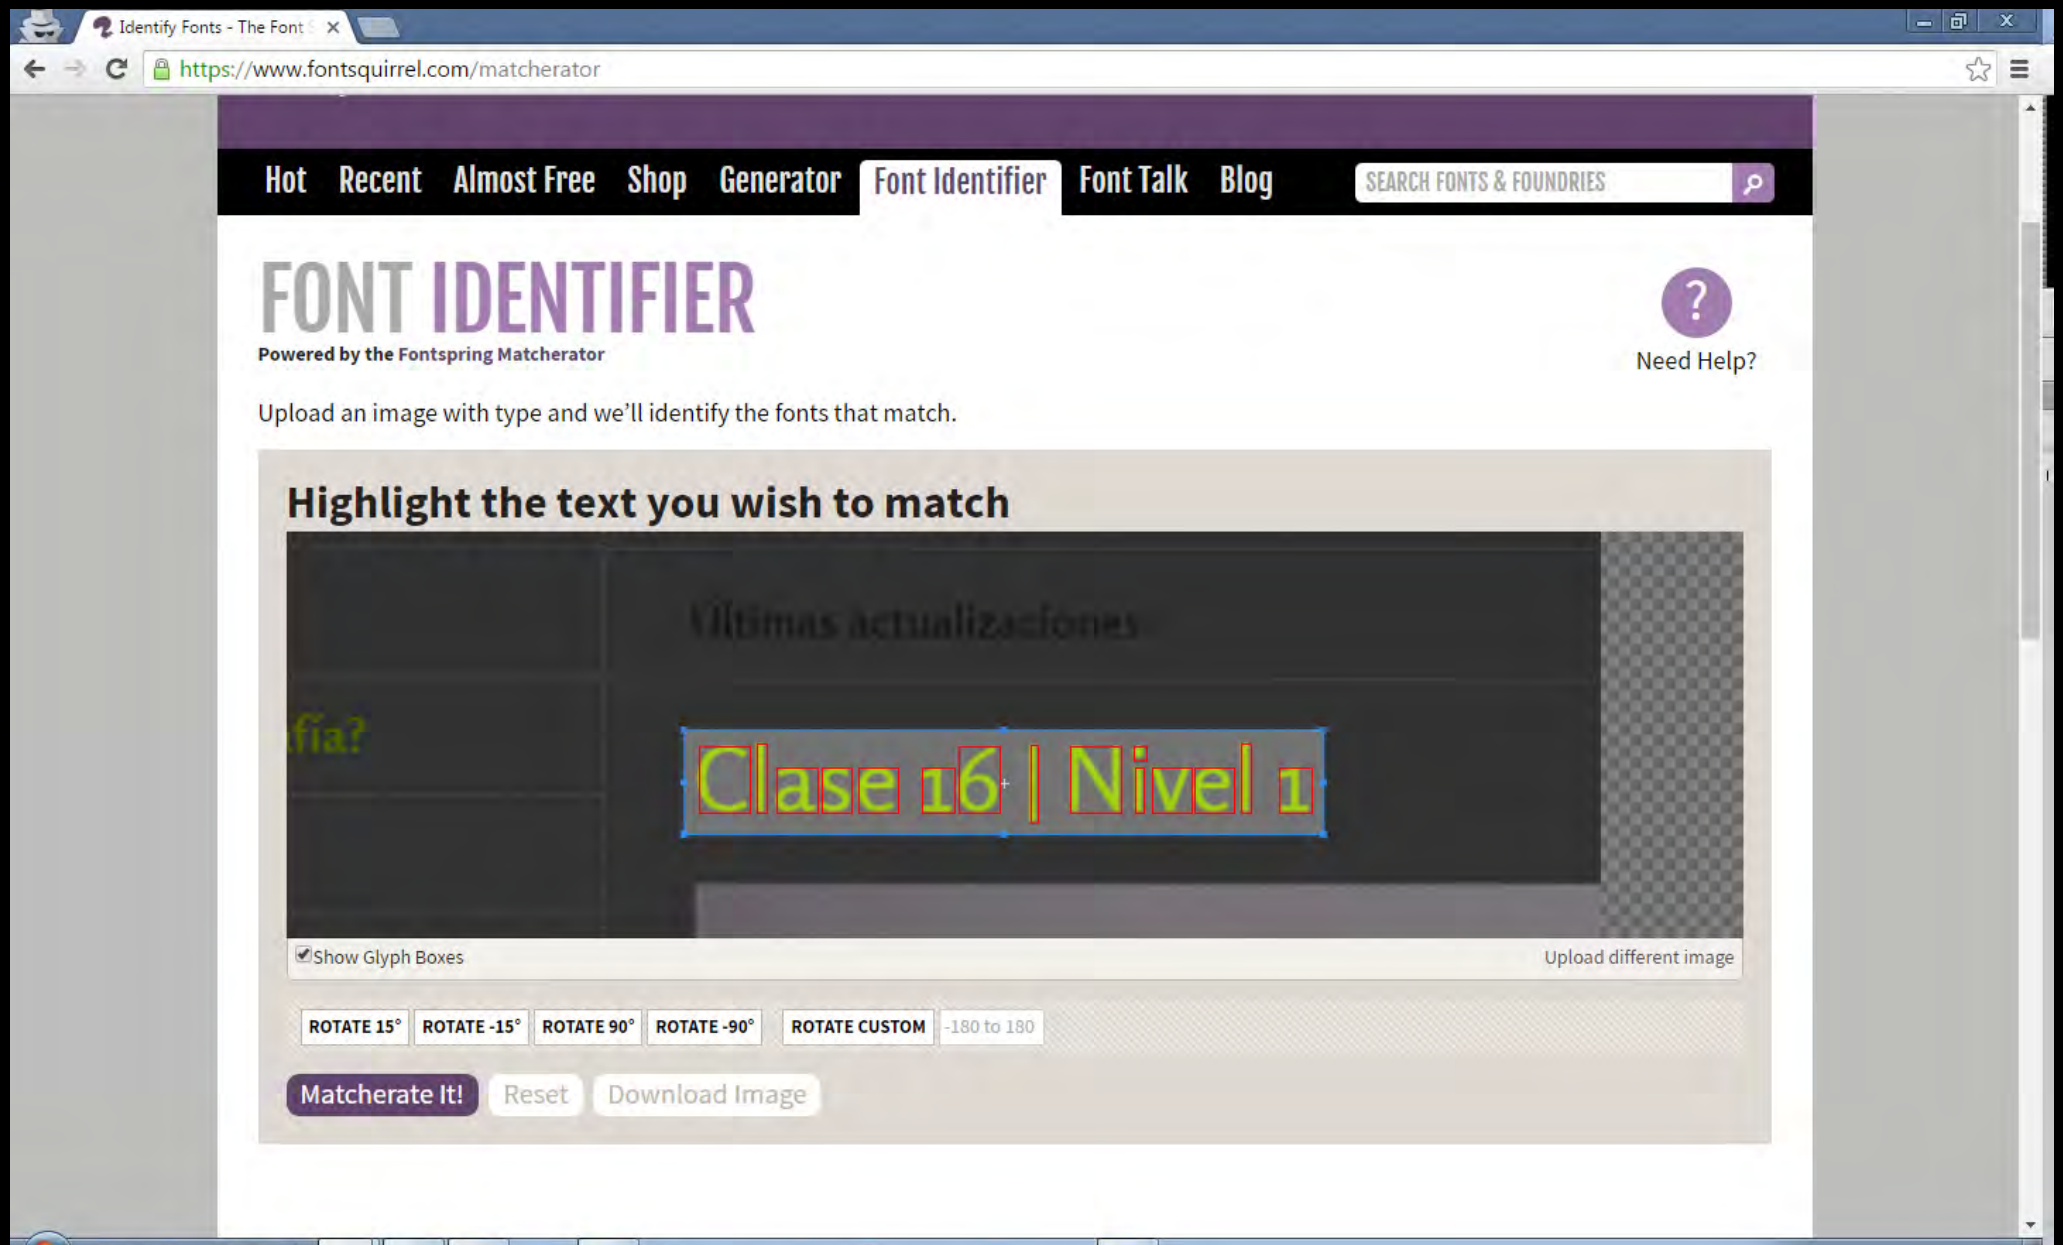 Identify Fonts - The Font
https://www.fontsquirrel.com/matcherator
Hot Recent Almost Free Shop Generator Font Identifier Font Talk Blog SEARCH FONTS & FOUNDRIES
FONT IDENTIFIER
?
Powered by the Fontspring Matcherator
Need Help?
Upload an image with type and we'll identify the fonts that match.
Highlight the text you wish to match
Últimas actualizaciones
afía?
Clase 16 | Nivel 1
Show Glyph Boxes Upload different image
ROTATE 15° ROTATE -15° ROTATE 90° ROTATE -90° ROTATE CUSTOM -180 to 180
Matcherate It! Reset Download Image